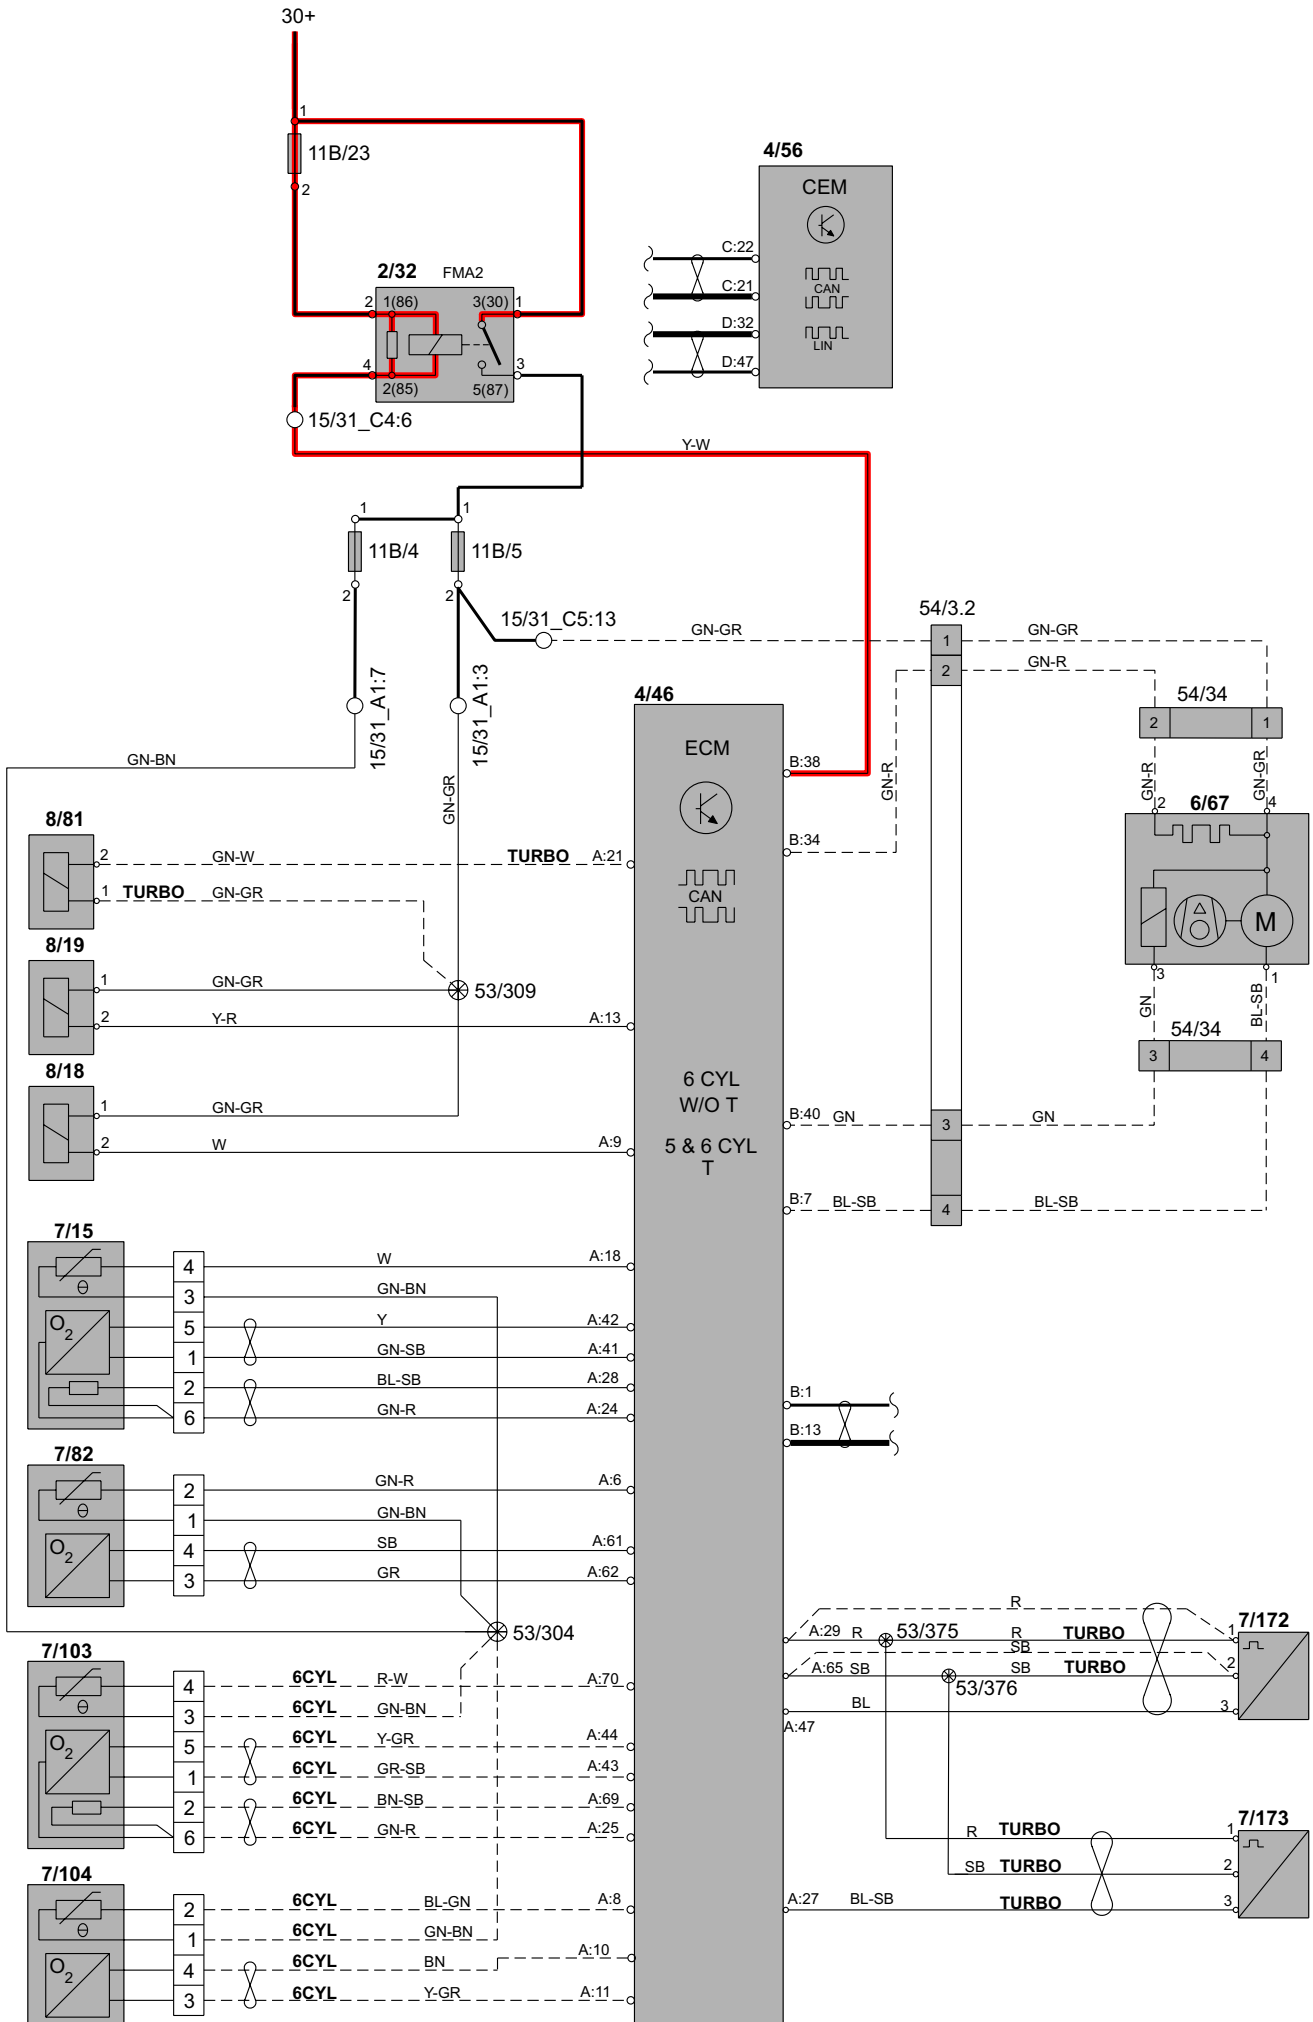 30+
1
11B/23
2
4/56
CEM
C:22
C:21
CAN
D:32
LIN
D:47
2/32 FMA2
2 1(86) 3(30) 1
4 2(85) 5(87) 3
15/31_C4:6
Y-W
1 1
11B/4 11B/5
2 2
15/31_C5:13 GN-GR
54/3.2
1 GN-GR
2 GN-R
15/31_A1:7
15/31_A1:3
GN-BN
GN-GR
4/46
ECM
CAN
6 CYL
W/O T
5 & 6 CYL
T
B:38
B:34
GN-R
54/34
2 1
GN-R GN-GR
6/67
2 4
M
3 1
GN BL-SB
54/34
3 4
B:40 GN 3 GN
B:7 BL-SB 4 BL-SB
8/81
2 GN-W TURBO A:21
1 TURBO GN-GR
8/19
1 GN-GR 53/309
2 Y-R A:13
8/18
1 GN-GR
2 W A:9
7/15
4 W A:18
Θ 3 GN-BN
O2 5 Y A:42
1 GN-SB A:41
2 BL-SB A:28
6 GN-R A:24
B:1
B:13
7/82
2 GN-R A:6
Θ 1 GN-BN
O2 4 SB A:61
3 GR A:62
53/304
7/103
4 6CYL R-W A:70
Θ 3 6CYL GN-BN
O2 5 6CYL Y-GR A:44
1 6CYL GR-SB A:43
2 6CYL BN-SB A:69
6 6CYL GN-R A:25
7/104
2 6CYL BL-GN A:8
Θ 1 6CYL GN-BN
O2 4 6CYL BN A:10
3 6CYL Y-GR A:11
R
7/172
A:29 R 53/375 R TURBO 1
SB
A:65 SB SB TURBO 2
53/376
BL 3
A:47
7/173
R TURBO 1
SB TURBO 2
A:27 BL-SB TURBO 3